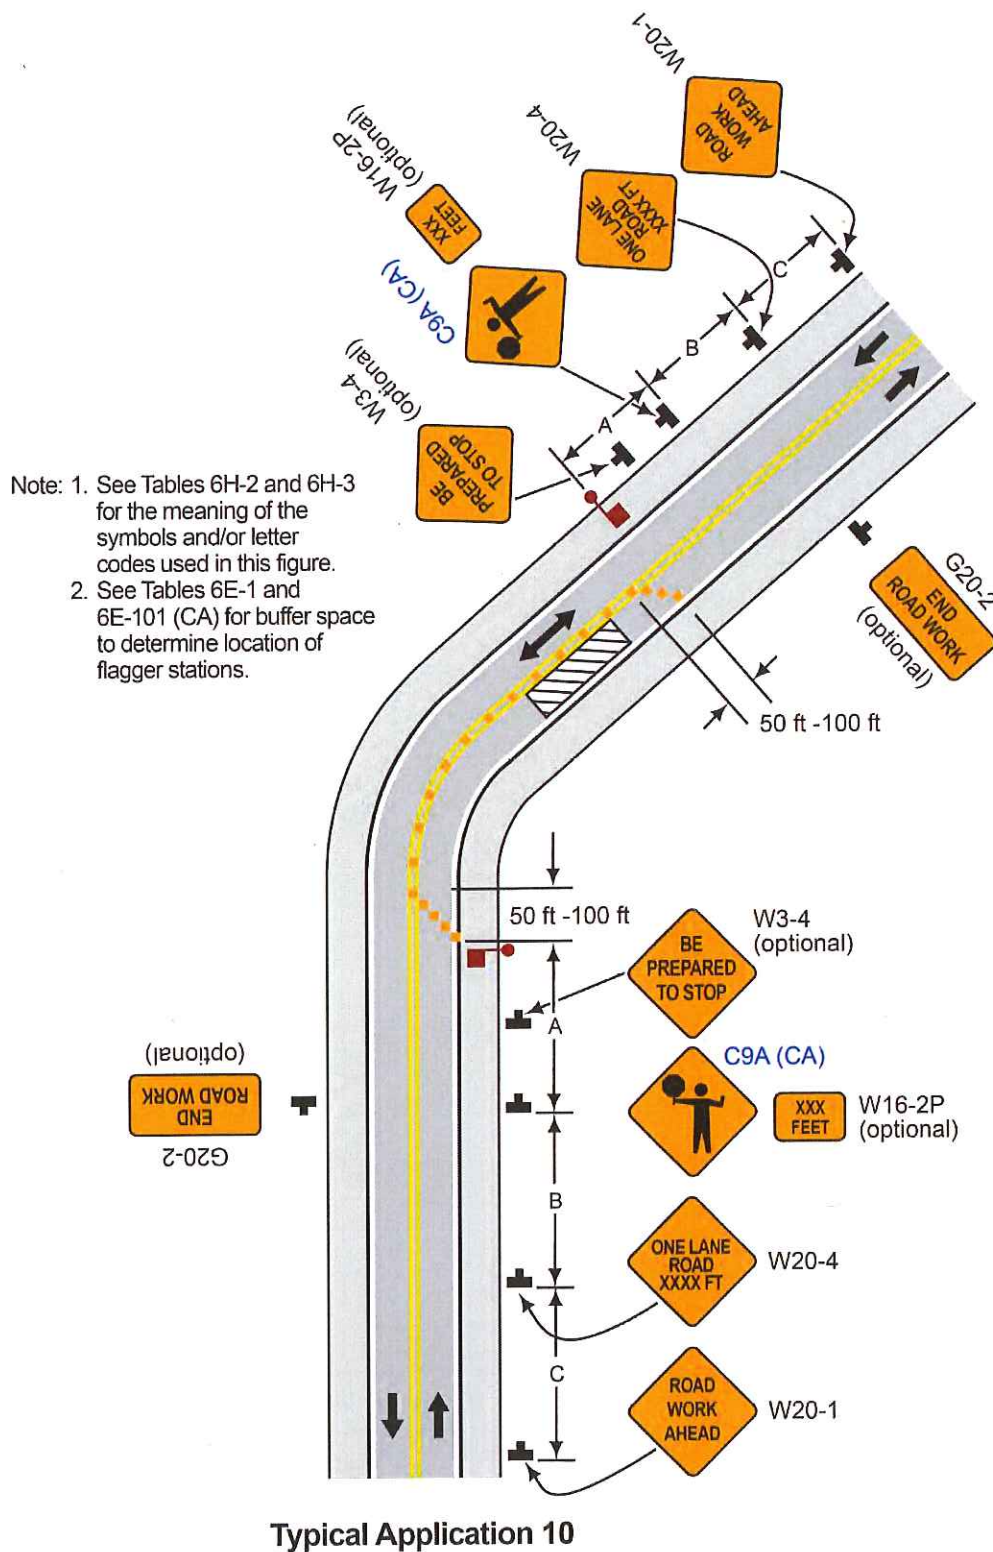 W20-1
ROAD
WORK
AHEAD
W20-4
ONE LANE
ROAD
XXXX FT
W16-2P
(optional)
XXX
FEET
C9A (CA)
W3-4
(optional)
BE
PREPARED
TO STOP
C
B
A
Note: 1. See Tables 6H-2 and 6H-3
for the meaning of the
symbols and/or letter
codes used in this figure.
2. See Tables 6E-1 and
6E-101 (CA) for buffer space
to determine location of
flagger stations.
G20-2
END
ROAD WORK
(optional)
50 ft -100 ft
50 ft -100 ft
BE
PREPARED
TO STOP
W3-4
(optional)
A
C9A (CA)
XXX
FEET
W16-2P
(optional)
G20-2
END
ROAD WORK
(optional)
B
ONE LANE
ROAD
XXXX FT
W20-4
C
ROAD
WORK
AHEAD
W20-1
Typical Application 10